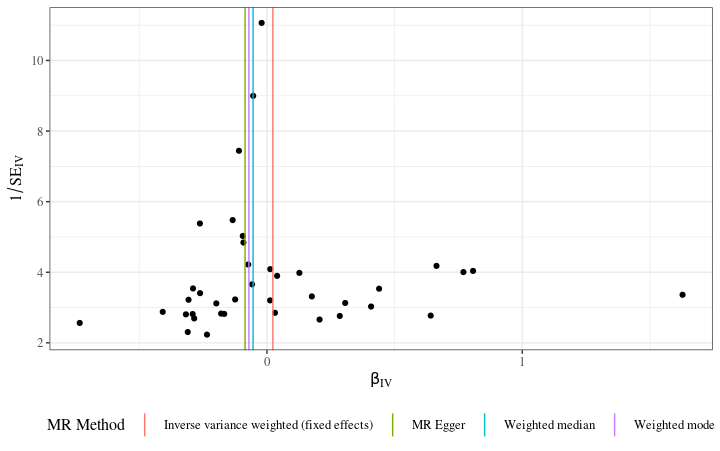 10
8
6
4
2
1/SE_IV
0 1
β_IV
MR Method Inverse variance weighted (fixed effects) MR Egger Weighted median Weighted mode